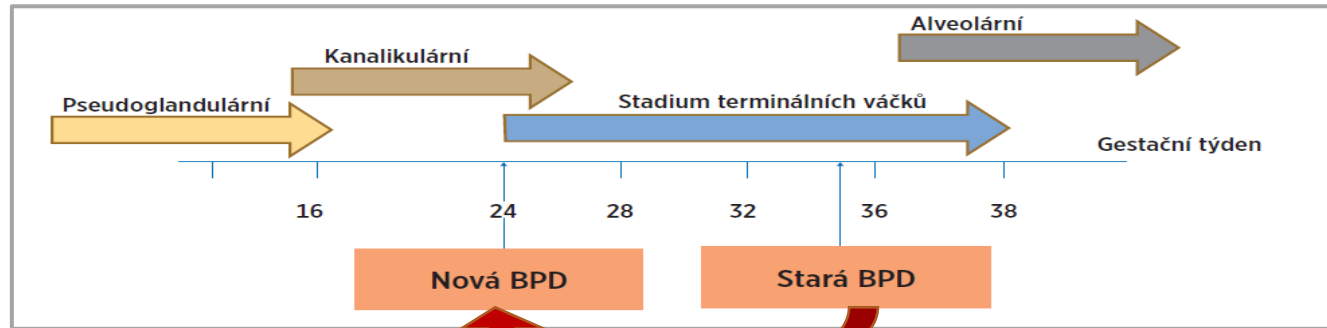 Alveolární
Kanalikulární
Pseudoglandulární
Stadium terminálních váčků
Gestační týden
16 24 28 32 36 38
Nová BPD
Stará BPD